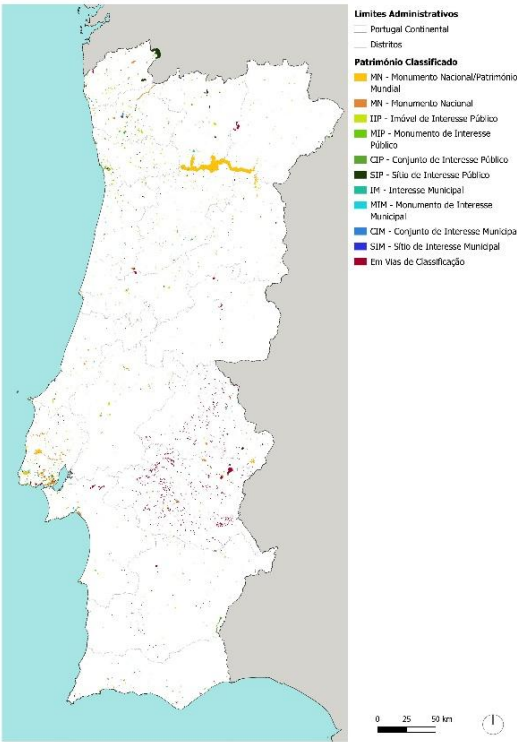 Limites Administrativos
Portugal Continental
Distritos
Património Classificado
MN - Monumento Nacional/Património
Mundial
MN - Monumento Nacional
IIP - Imóvel de Interesse Público
MIP - Monumento de Interesse
Público
CIP - Conjunto de Interesse Público
SIP - Sítio de Interesse Público
IM - Interesse Municipal
MIM - Monumento de Interesse
Municipal
CIM - Conjunto de Interesse Municipa
SIM - Sítio de Interesse Municipal
Em Vias de Classificação
0 25 50 km